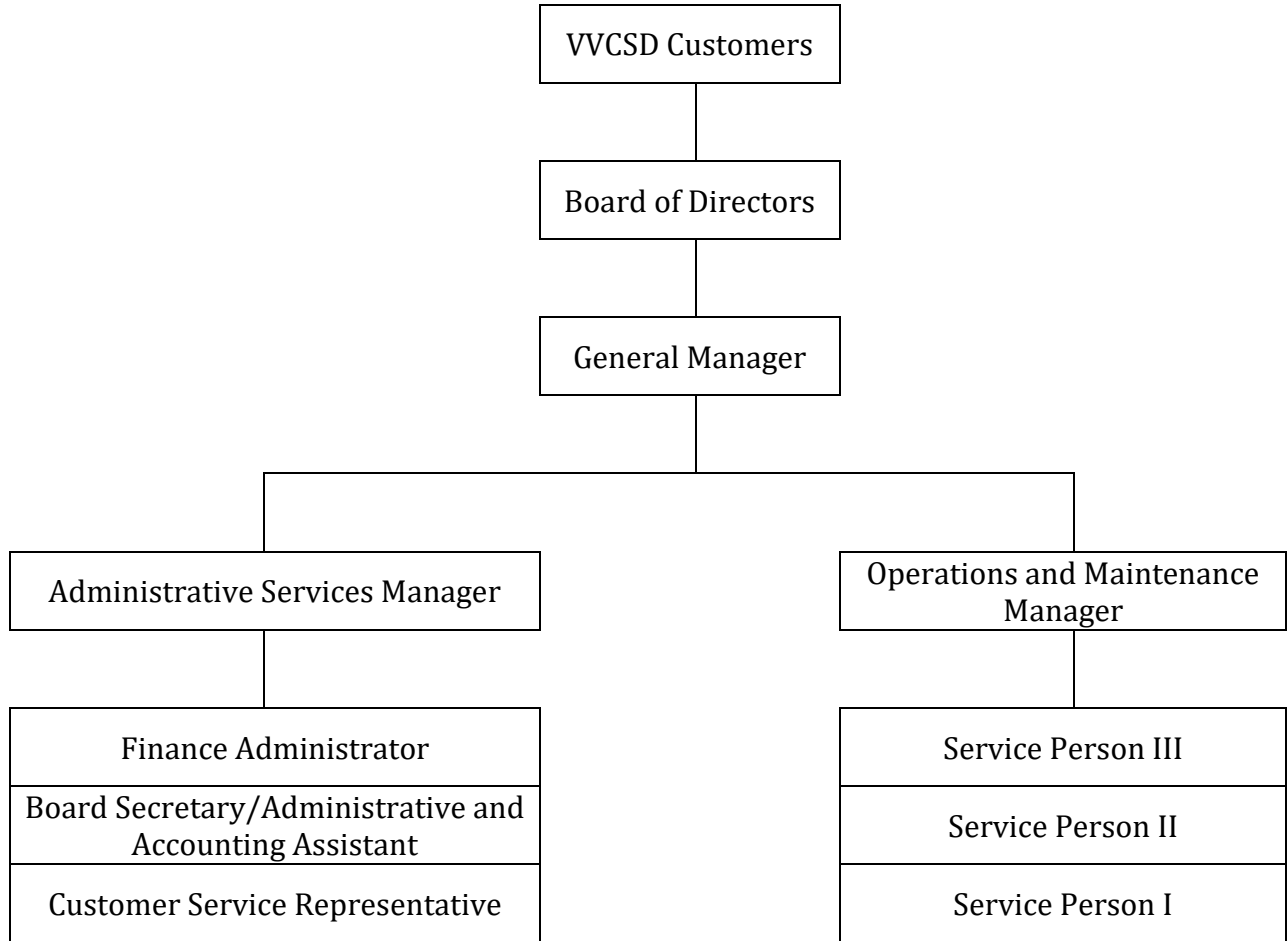 VVCSD Customers
Board of Directors
General Manager
Administrative Services Manager
Operations and Maintenance
Manager
Finance Administrator
Board Secretary/Administrative and
Accounting Assistant
Customer Service Representative
Service Person III
Service Person II
Service Person I